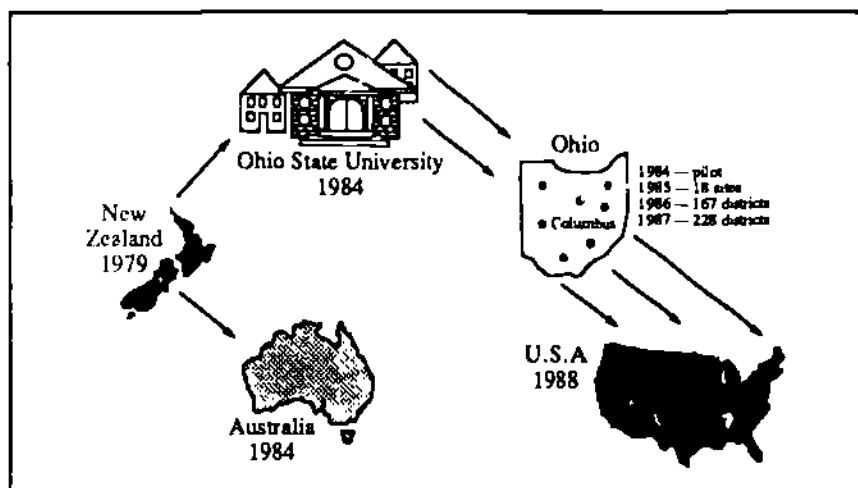 Ohio State University
1984
Ohio
1984 — pilot
1985 — 18 sites
1986 — 167 districts
1987 — 228 districts
Columbus
New
Zealand
1979
U.S.A
1988
Australia
1984